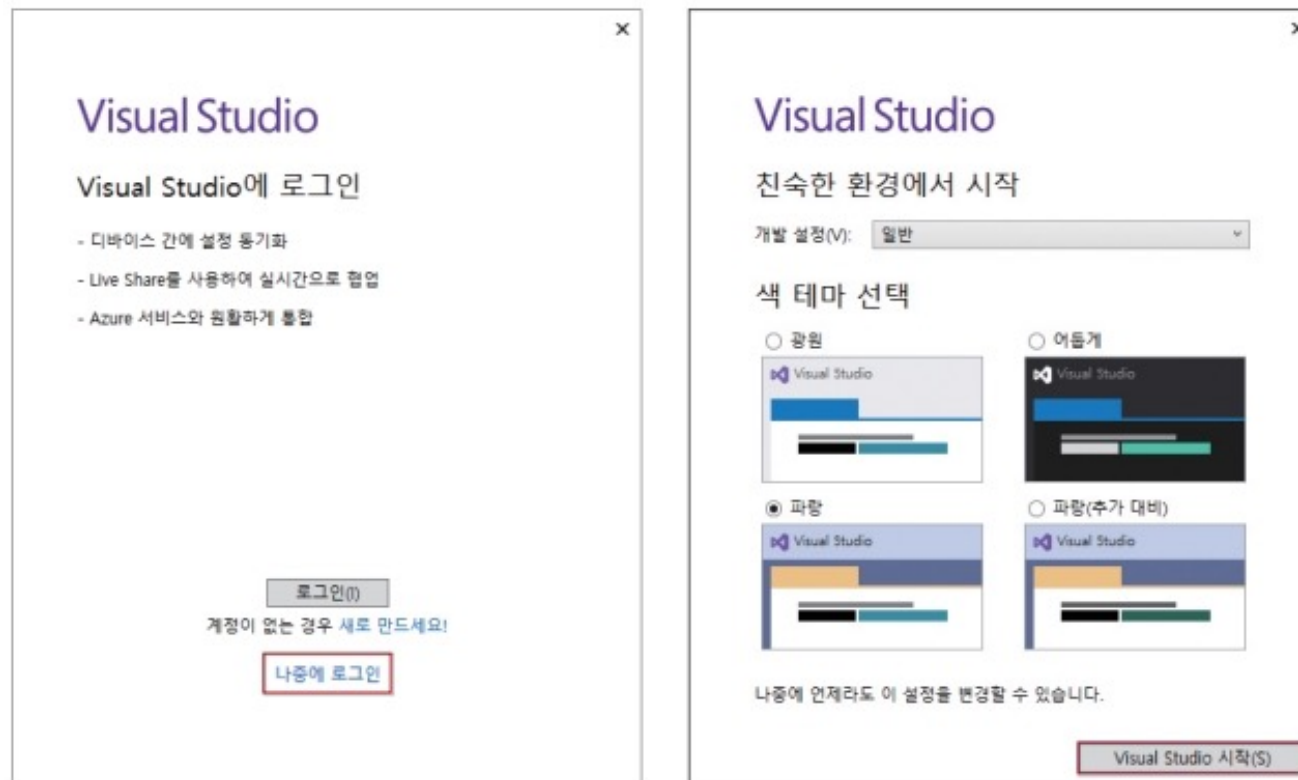 Visual Studio
Visual Studio에 로그인
- 디바이스 간에 설정 동기화
- Live Share를 사용하여 실시간으로 협업
- Azure 서비스와 원활하게 통합
로그인(I)
계정이 없는 경우 새로 만드세요!
나중에 로그인
Visual Studio
친숙한 환경에서 시작
개발 설정(V): 일반
색 테마 선택
광원
어둡게
Visual Studio
Visual Studio
파랑
파랑(추가 대비)
Visual Studio
Visual Studio
나중에 언제라도 이 설정을 변경할 수 있습니다.
Visual Studio 시작(S)